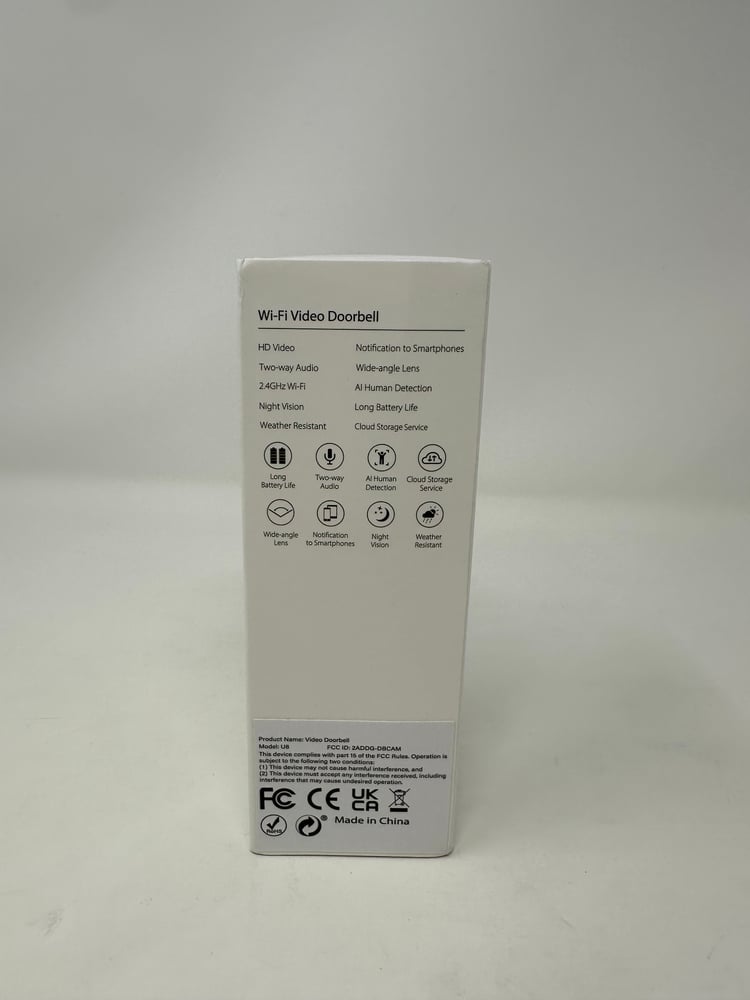 Wi-Fi Video Doorbell
HD Video
Notification to Smartphones
Two-way Audio
Wide-angle Lens
2.4GHz Wi-Fi
AI Human Detection
Night Vision
Long Battery Life
Weather Resistant
Cloud Storage Service
Long
Battery Life
Two-way
Audio
AI Human
Detection
Cloud Storage
Service
Wide-angle
Lens
Notification
to Smartphones
Night
Vision
Weather
Resistant
Product Name: Video Doorbell
Model: U8 FCC ID: 2ADDG-DBCAM
This device complies with part 15 of the FCC Rules. Operation is
subject to the following two conditions:
(1) This device may not cause harmful interference, and
(2) This device must accept any interference received, including
interference that may cause undesired operation.
FC CE UK
CA
RoHS ® Made in China